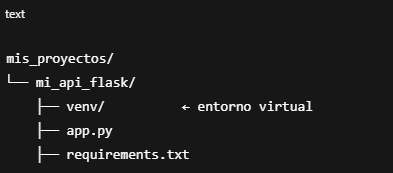 text
mis_proyectos/
└── mi_api_flask/
    ├── venv/          ← entorno virtual
    ├── app.py
    ├── requirements.txt